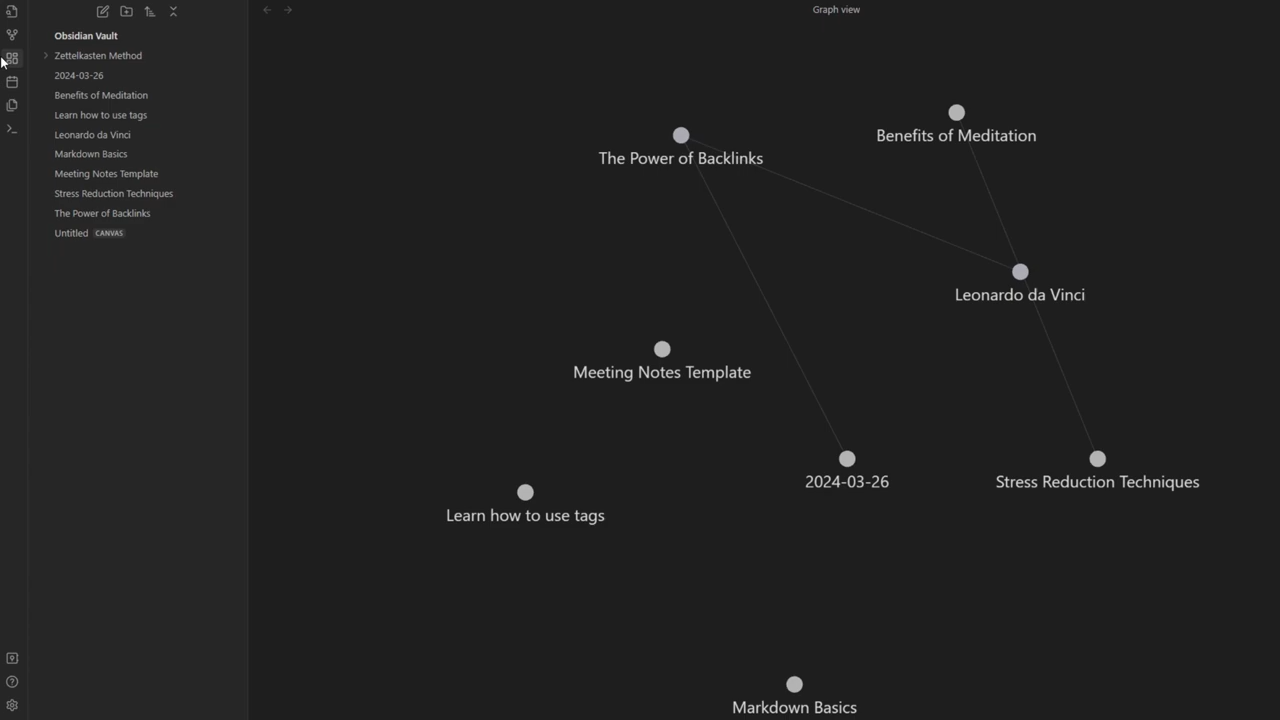 Graph view
Obsidian Vault
Zettelkasten Method
2024-03-26
Benefits of Meditation
Learn how to use tags
Leonardo da Vinci
Markdown Basics
Meeting Notes Template
Stress Reduction Techniques
The Power of Backlinks
Untitled CANVAS
Benefits of Meditation
The Power of Backlinks
Leonardo da Vinci
Meeting Notes Template
2024-03-26
Stress Reduction Techniques
Learn how to use tags
Markdown Basics